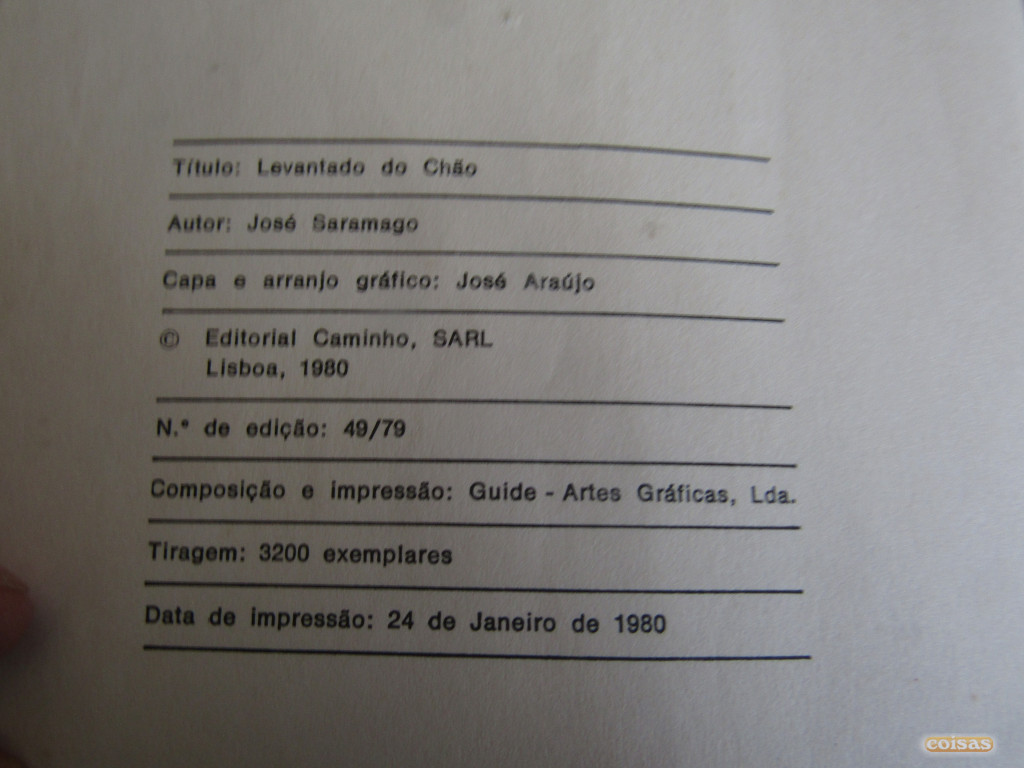 Título: Levantado do Chão
Autor: José Saramago
Capa e arranjo gráfico: José Araújo
© Editorial Caminho, SARL
Lisboa, 1980
N.º de edição: 49/79
Composição e impressão: Guide - Artes Gráficas, Lda.
Tiragem: 3200 exemplares
Data de impressão: 24 de Janeiro de 1980
coisas